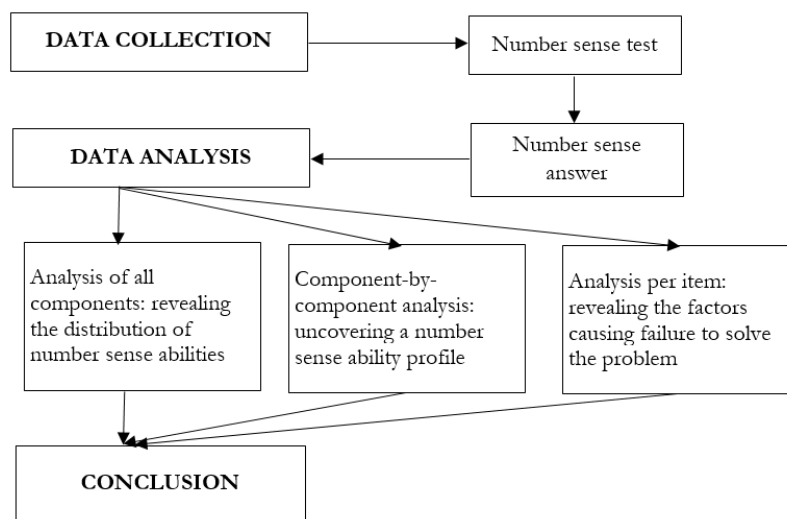 DATA COLLECTION
Number sense test
DATA ANALYSIS
Number sense
answer
Analysis of all
components: revealing
the distribution of
number sense abilities
Component-by-
component analysis:
uncovering a number
sense ability profile
Analysis per item:
revealing the factors
causing failure to solve
the problem
CONCLUSION